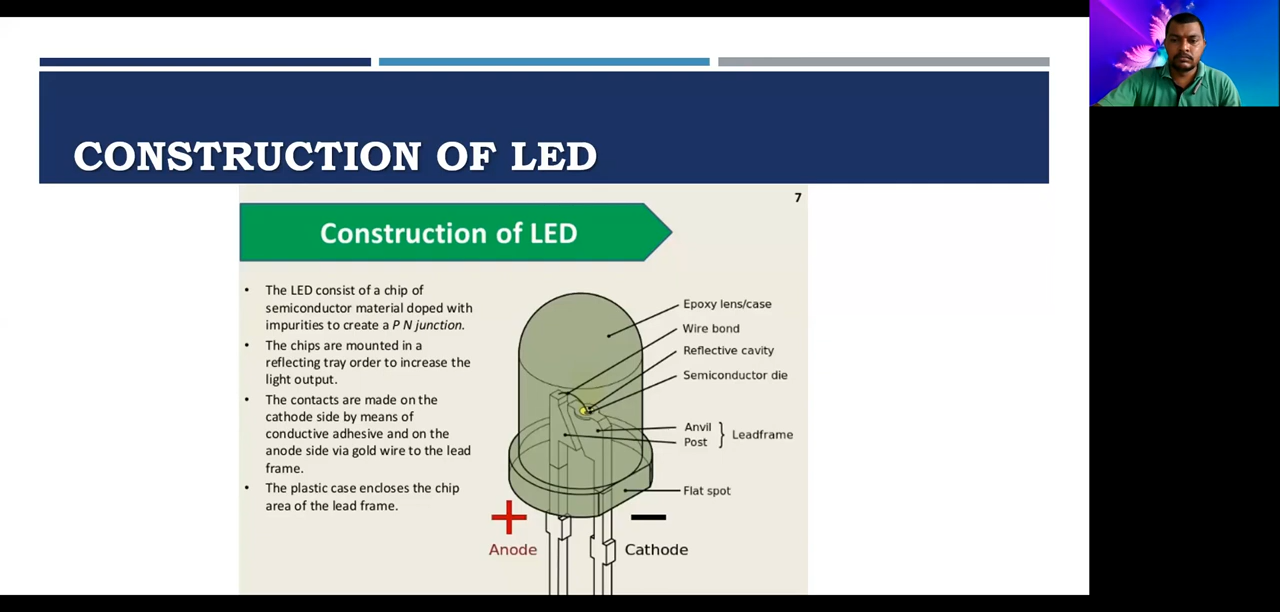 CONSTRUCTION OF LED
7
Construction of LED
• The LED consist of a chip of
semiconductor material doped with
impurities to create a P N junction.
• The chips are mounted in a
reflecting tray order to increase the
light output.
• The contacts are made on the
cathode side by means of
conductive adhesive and on the
anode side via gold wire to the lead
frame.
• The plastic case encloses the chip
area of the lead frame.
Epoxy lens/case
Wire bond
Reflective cavity
Semiconductor die
Anvil
Post
Leadframe
Flat spot
+ −
Anode
Cathode